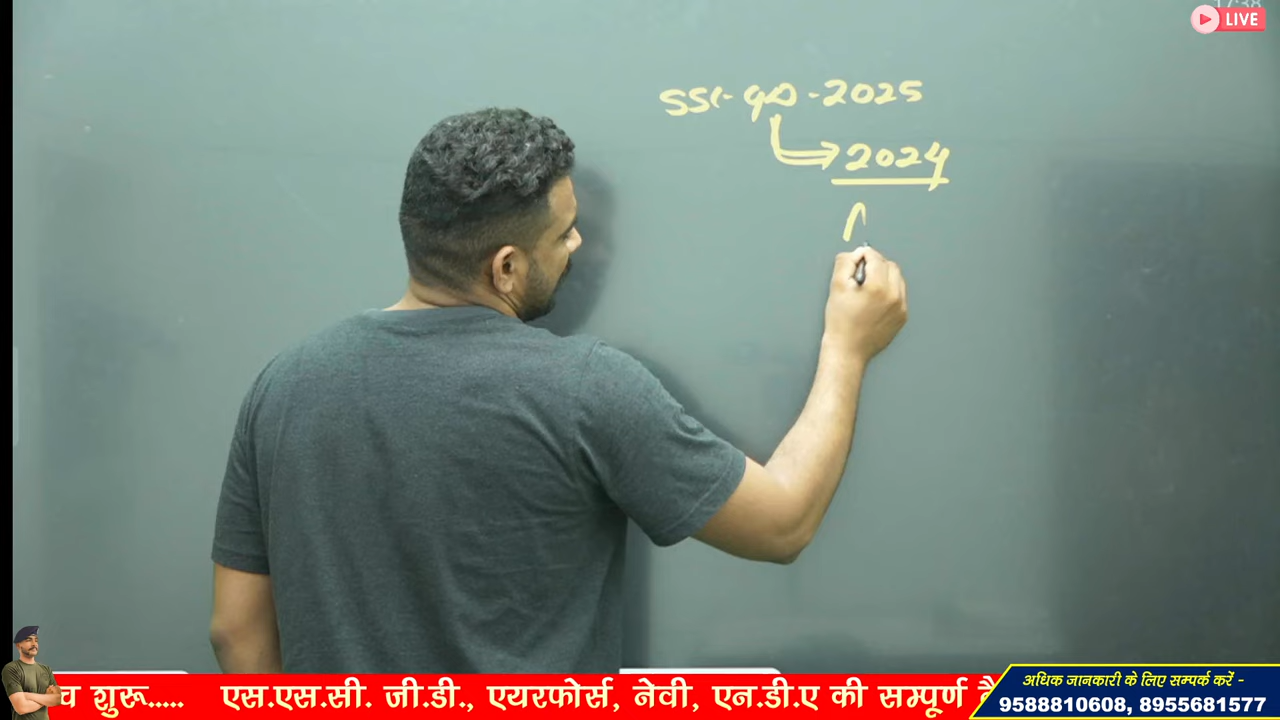 LIVE
SSC-GD-2025
2024
च शुरू..... एस.एस.सी. जी.डी., एयरफोर्स, नेवी, एन.डी.ए की सम्पूर्ण
अधिक जानकारी के लिए सम्पर्क करें -
9588810608, 8955681577